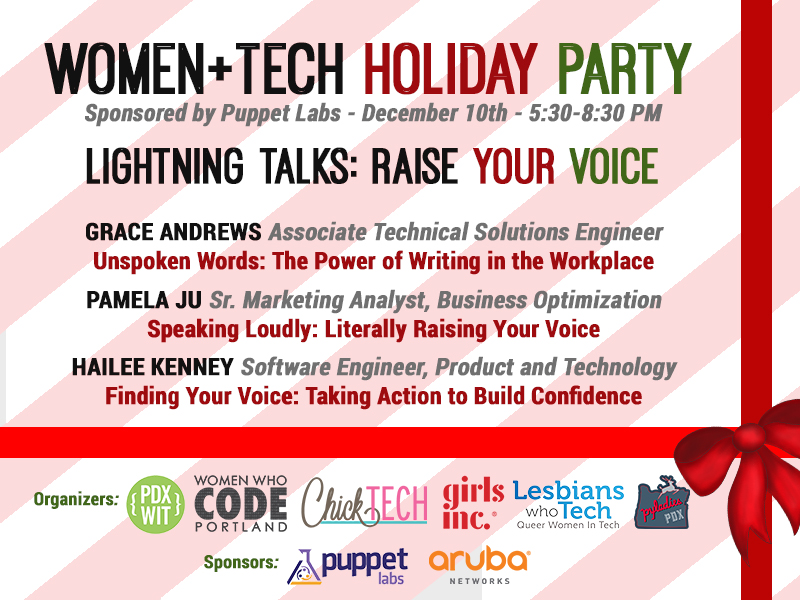 WOMEN+TECH HOLIDAY PARTY
Sponsored by Puppet Labs - December 10th - 5:30-8:30 PM
LIGHTNING TALKS: RAISE YOUR VOICE
GRACE ANDREWS Associate Technical Solutions Engineer
Unspoken Words: The Power of Writing in the Workplace
PAMELA JU Sr. Marketing Analyst, Business Optimization
Speaking Loudly: Literally Raising Your Voice
HAILEE KENNEY Software Engineer, Product and Technology
Finding Your Voice: Taking Action to Build Confidence
Organizers:
{PDX
WIT}
WOMEN WHO
CODE
PORTLAND
ChickTECH
girls
inc.®
Lesbians
who Tech
Queer Women In Tech
pyladies
PDX
Sponsors:
puppet
labs
aruba®
NETWORKS